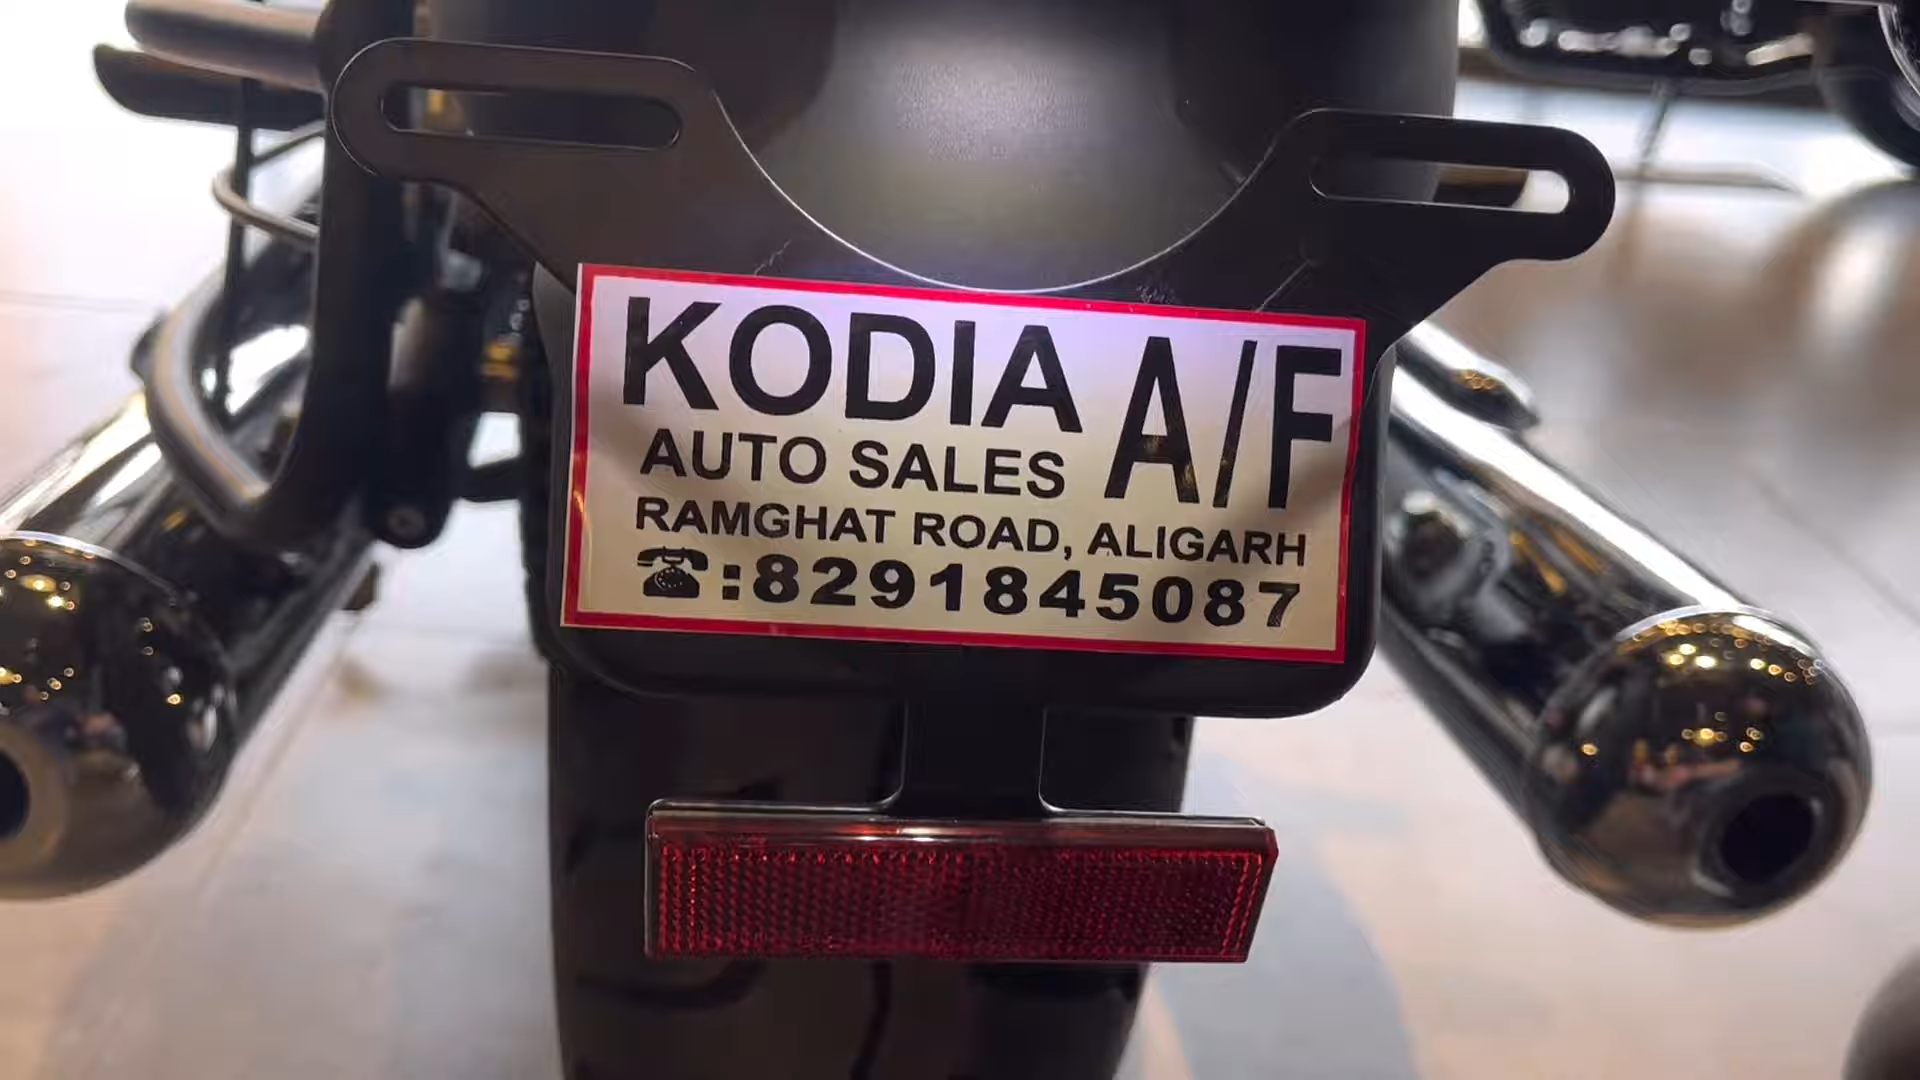 KODIA A/F
AUTO SALES
RAMGHAT ROAD, ALIGARH
☎:8291845087